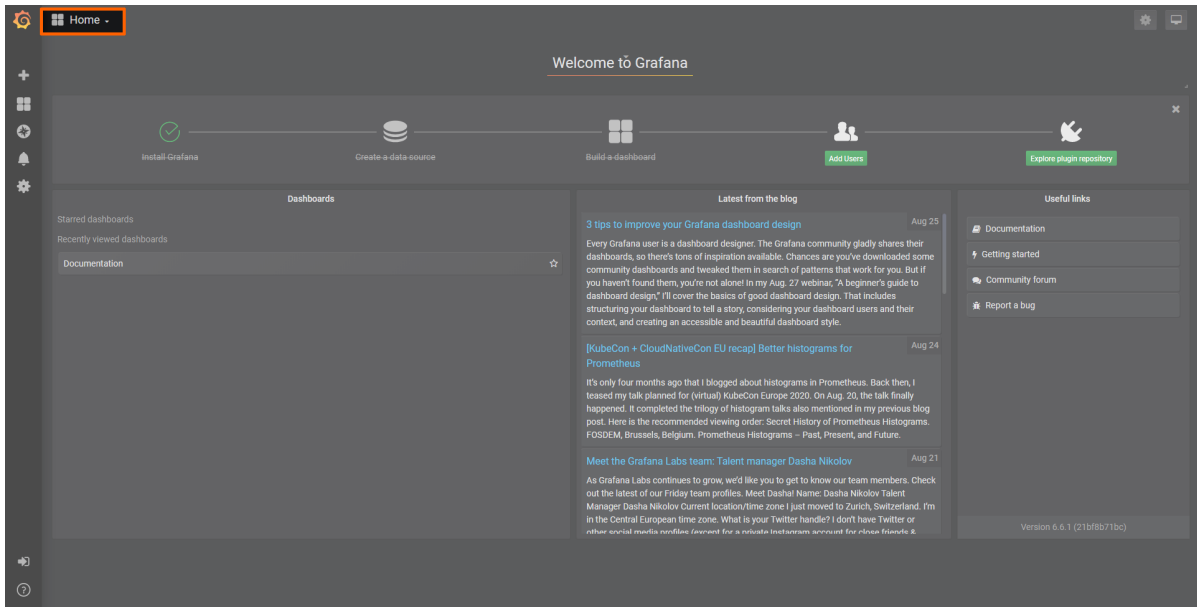 Home
Welcome to Grafana
Install Grafana
Create a data source
Build a dashboard
Add Users
Explore plugin repository
Dashboards
Starred dashboards
Recently viewed dashboards
Documentation
Latest from the blog
3 tips to improve your Grafana dashboard design
Aug 25
Every Grafana user is a dashboard designer. The Grafana community gladly shares their
dashboards, so there's tons of inspiration available. Chances are you've downloaded some
community dashboards and tweaked them in search of patterns that work for you. But if
you haven't found them, you're not alone! In my Aug. 27 webinar, "A beginner's guide to
dashboard design," I'll cover the basics of good dashboard design. That includes
structuring your dashboard to tell a story, considering your dashboard users and their
context, and creating an accessible and beautiful dashboard style.
[KubeCon + CloudNativeCon EU recap] Better histograms for
Prometheus
Aug 24
It's only four months ago that I blogged about histograms in Prometheus. Back then, I
teased my talk planned for (virtual) KubeCon Europe 2020. On Aug. 20, the talk finally
happened. It completed the trilogy of histogram talks also mentioned in my previous blog
post. Here is the recommended viewing order: Secret History of Prometheus Histograms.
FOSDEM, Brussels, Belgium. Prometheus Histograms – Past, Present, and Future.
Meet the Grafana Labs team: Talent manager Dasha Nikolov
Aug 21
As Grafana Labs continues to grow, we'd like you to get to know our team members. Check
out the latest of our Friday team profiles. Meet Dasha! Name: Dasha Nikolov Talent
Manager Dasha Nikolov Current location/time zone I just moved to Zurich, Switzerland. I'm
in the Central European time zone. What is your Twitter handle? I don't have Twitter or
other social media profiles (except for a private Instagram account for close friends &
Useful links
Documentation
Getting started
Community forum
Report a bug
Version 6.6.1 (21bf8b71bc)